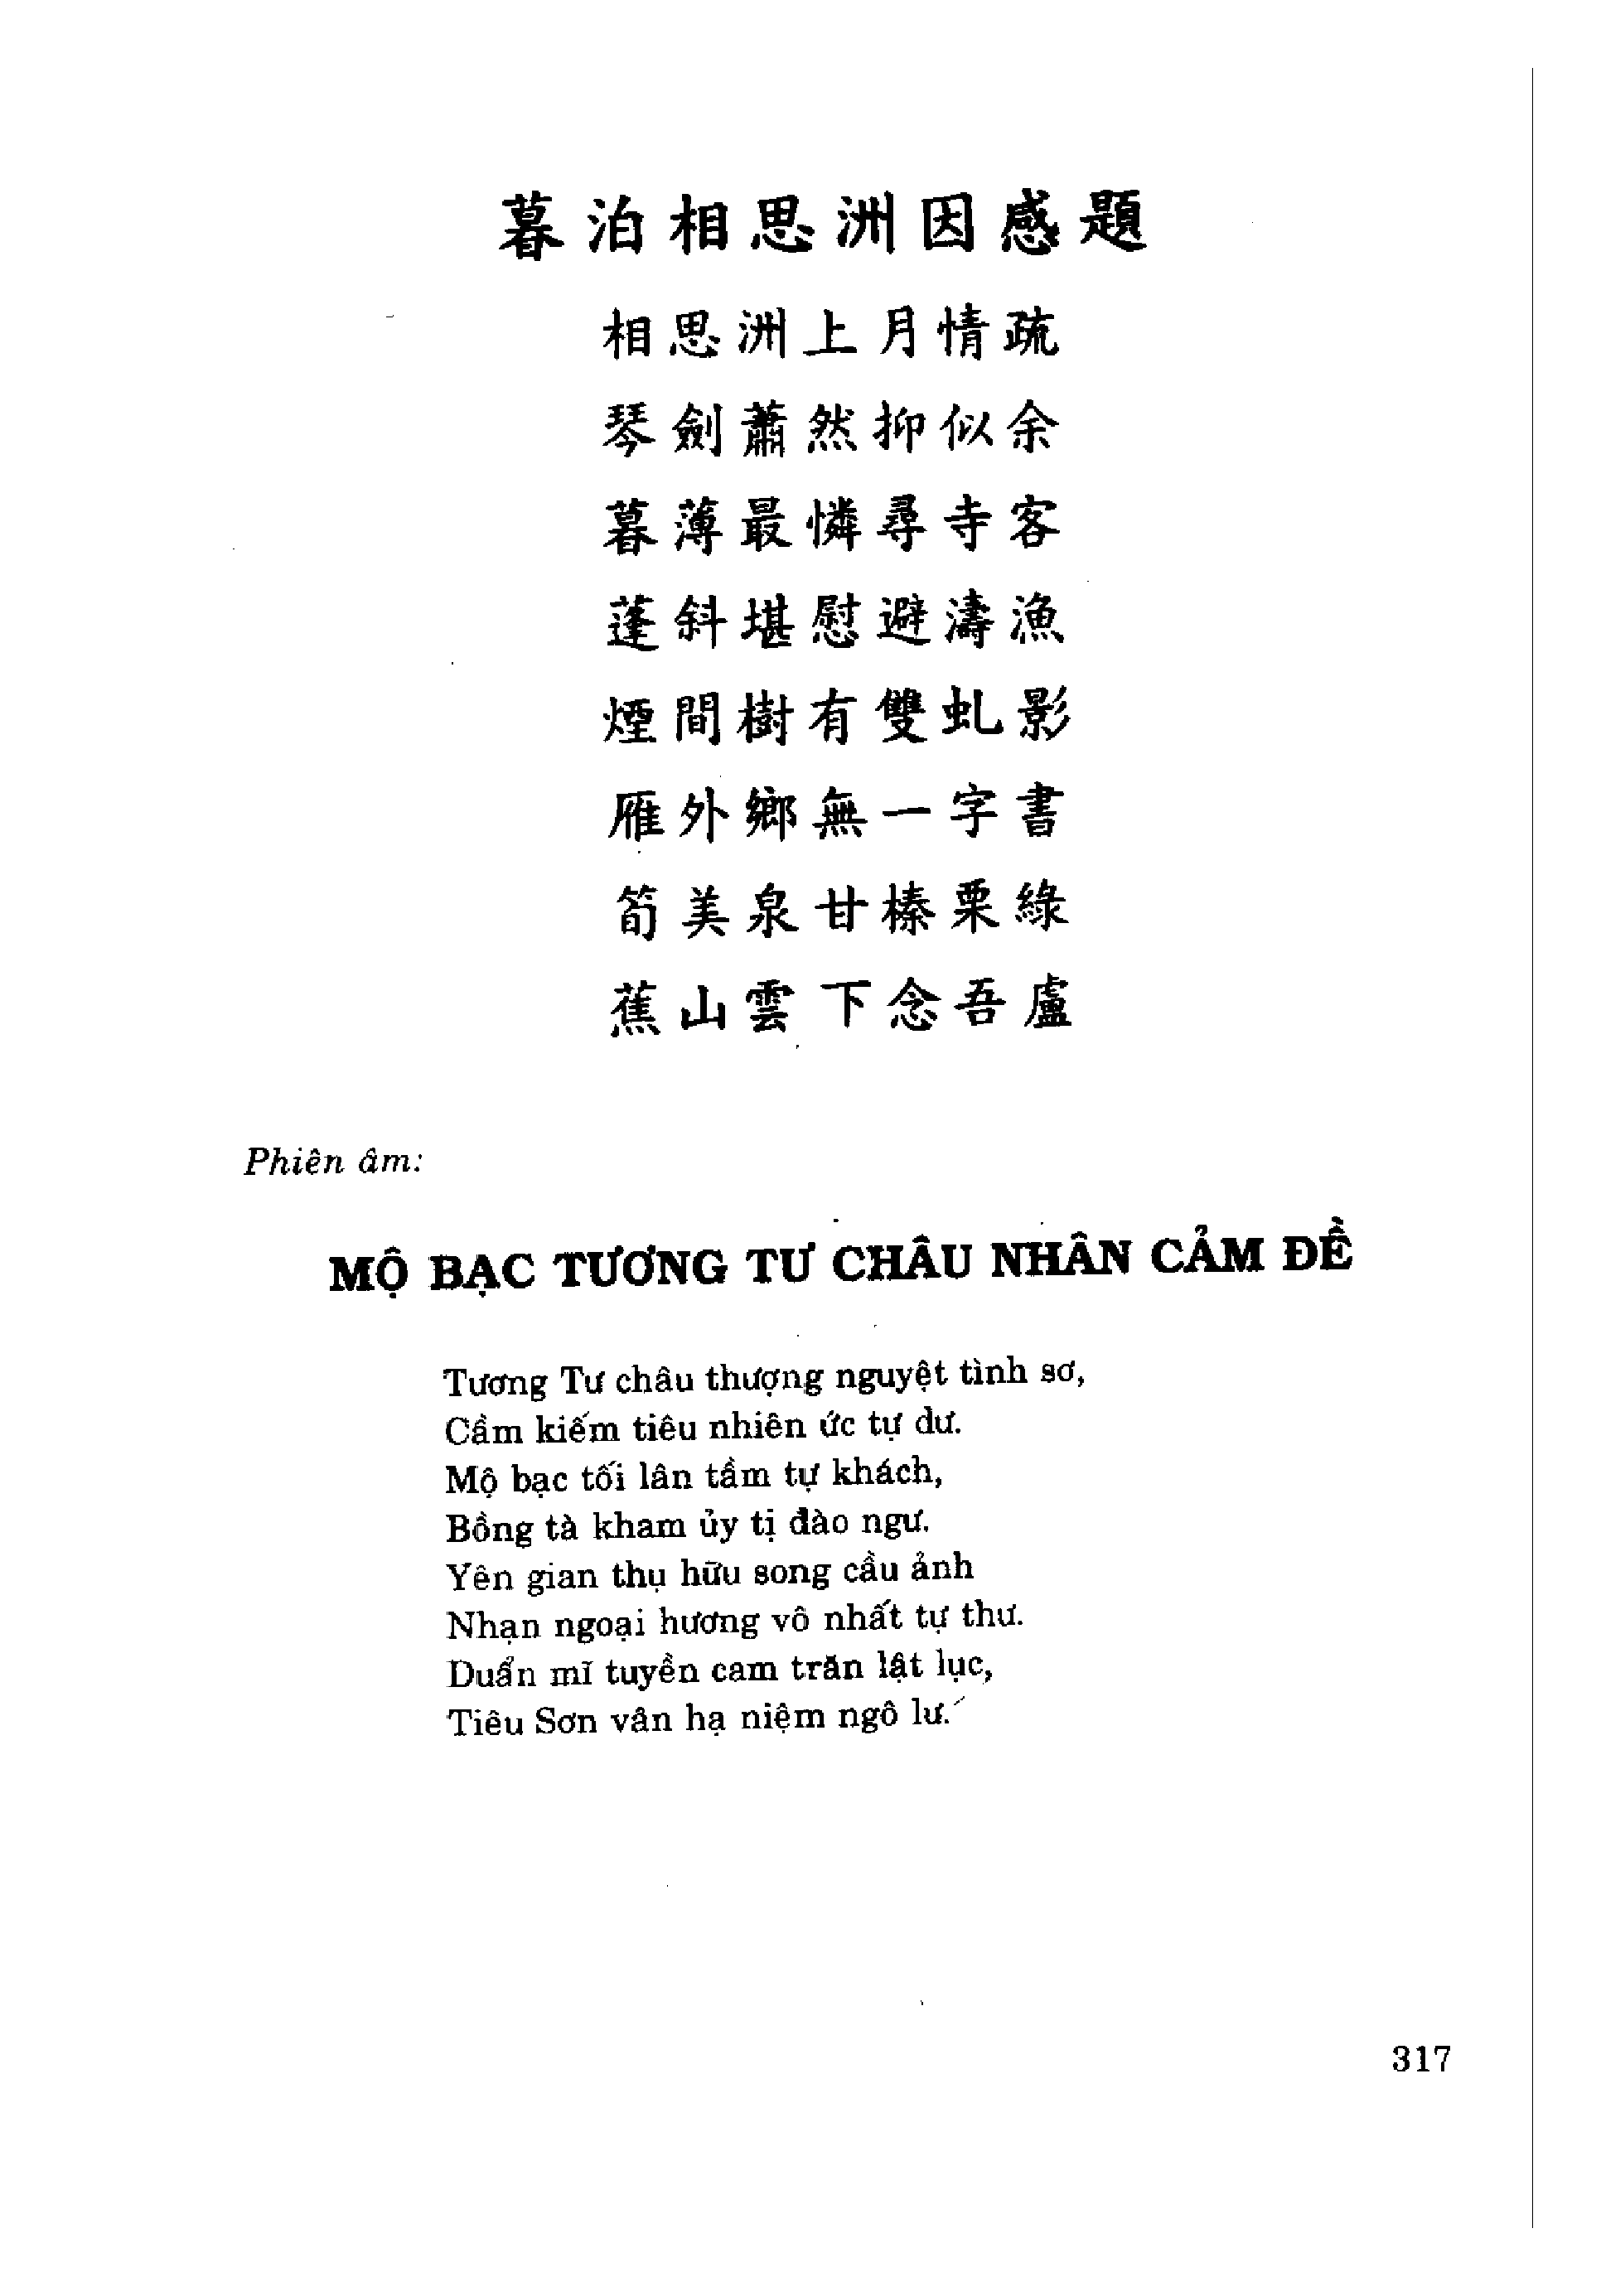 暮泊相思洲因感題
相思洲上月情疏
琴劍蕭然抑似余
暮薄最憐尋寺客
蓬斜堪慰避濤漁
煙間樹有雙虬影
雁外鄉無一字書
筍美泉甘榛栗綠
蕉山雲下念吾盧
Phiên âm:
MỘ BẠC TƯƠNG TƯ CHÂU NHÂN CẢM ĐỀ
Tương Tư châu thượng nguyệt tình sơ,
Cầm kiếm tiêu nhiên ức tự dư.
Mộ bạc tối lân tầm tự khách,
Bồng tà kham ủy tị đào ngư.
Yên gian thụ hữu song cầu ảnh
Nhạn ngoại hương vô nhất tự thư.
Duẩn mĩ tuyền cam trăn lật lục,
Tiêu Sơn vân hạ niệm ngô lư.
317